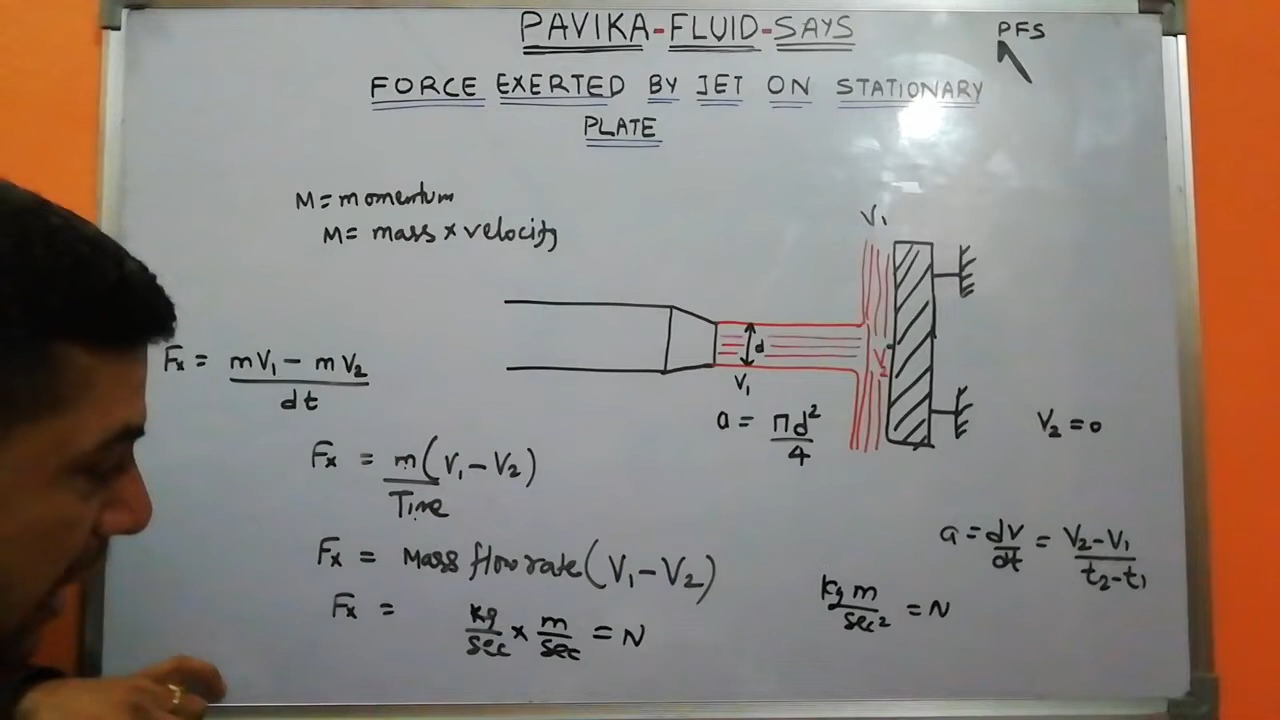 PAVIKA-FLUID-SAYS
PFS
FORCE EXERTED BY JET ON STATIONARY
PLATE
M = momentum
M = mass × velocity
V₁
d
V₂
V₁
a = πd²/4
V₂ = 0
Fx = (mV₁ - mV₂)/dt
Fx = m/Time (V₁ - V₂)
Fx = Mass flow rate (V₁ - V₂)
a = dv/dt = (V₂ - V₁)/(t₂ - t₁)
Fx = kg/sec × m/sec = N
kg m/sec² = N